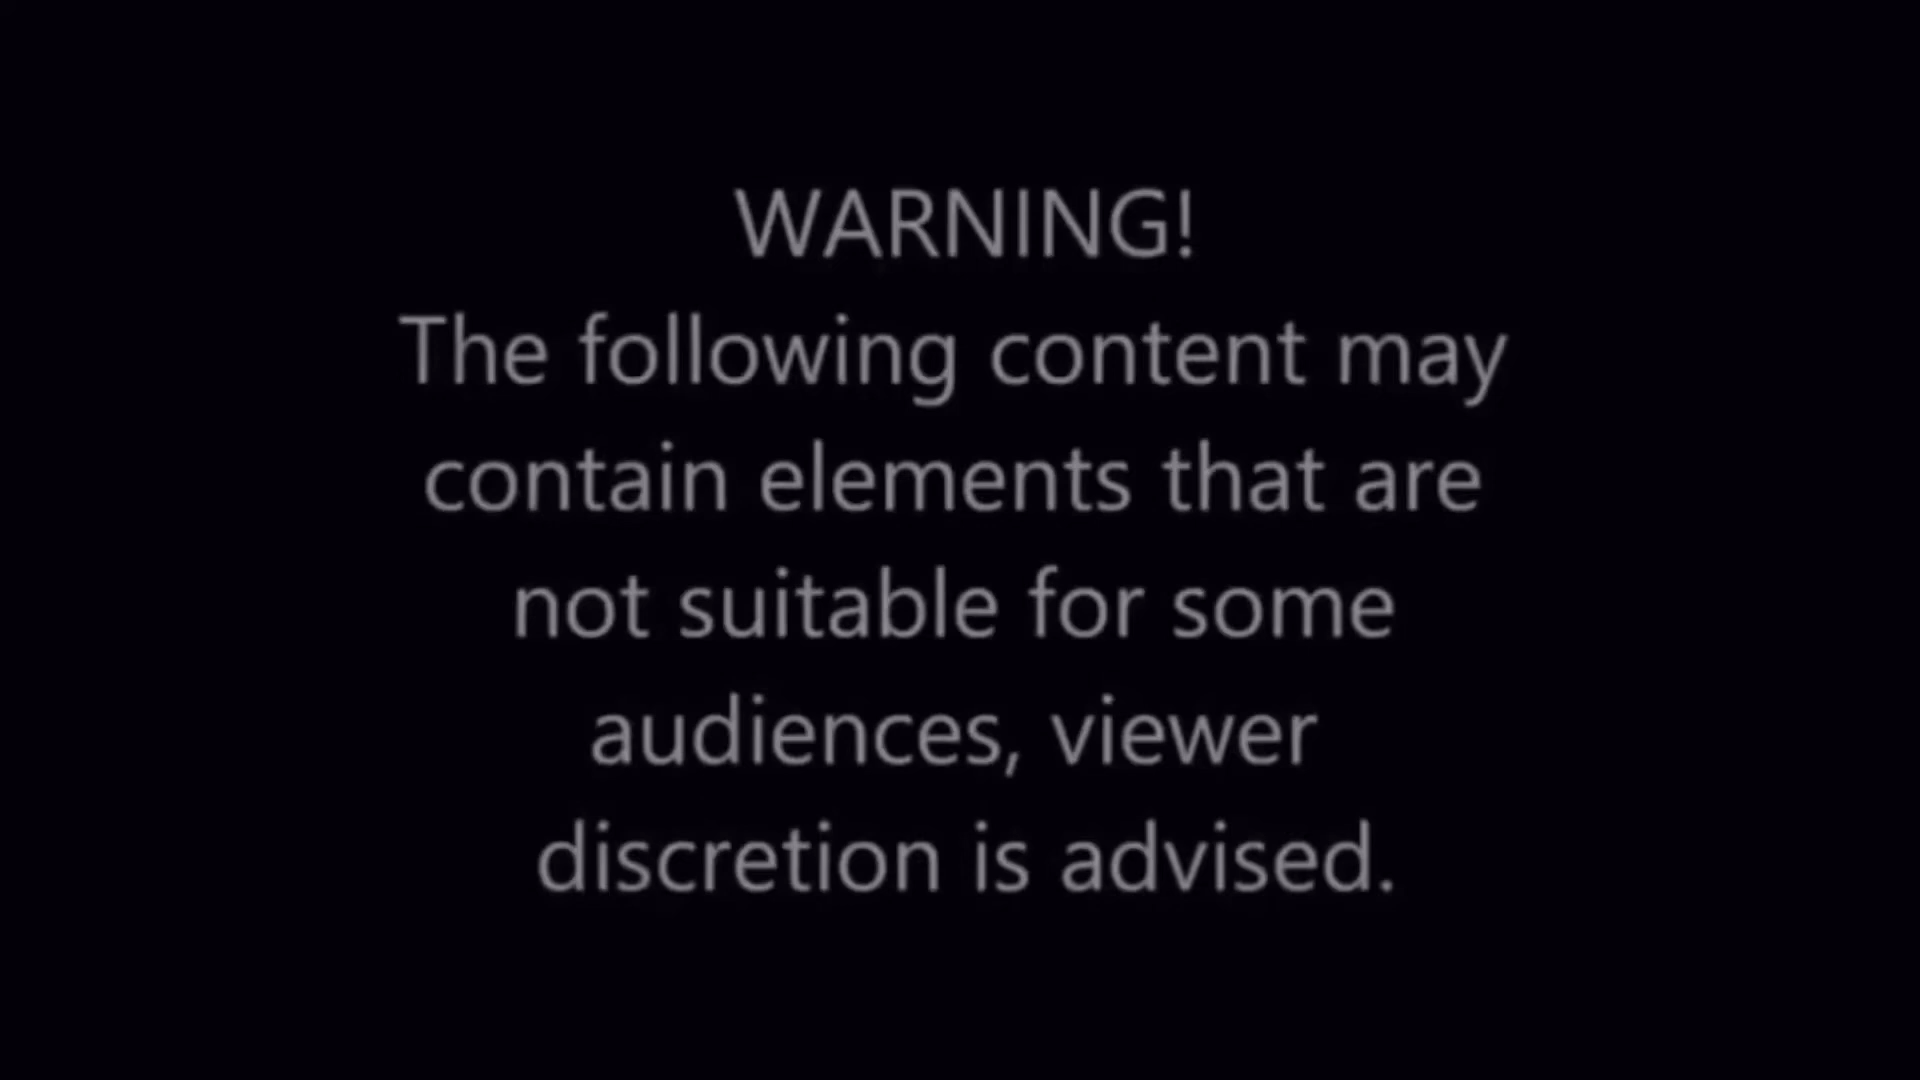 WARNING!
The following content may
contain elements that are
not suitable for some
audiences, viewer
discretion is advised.